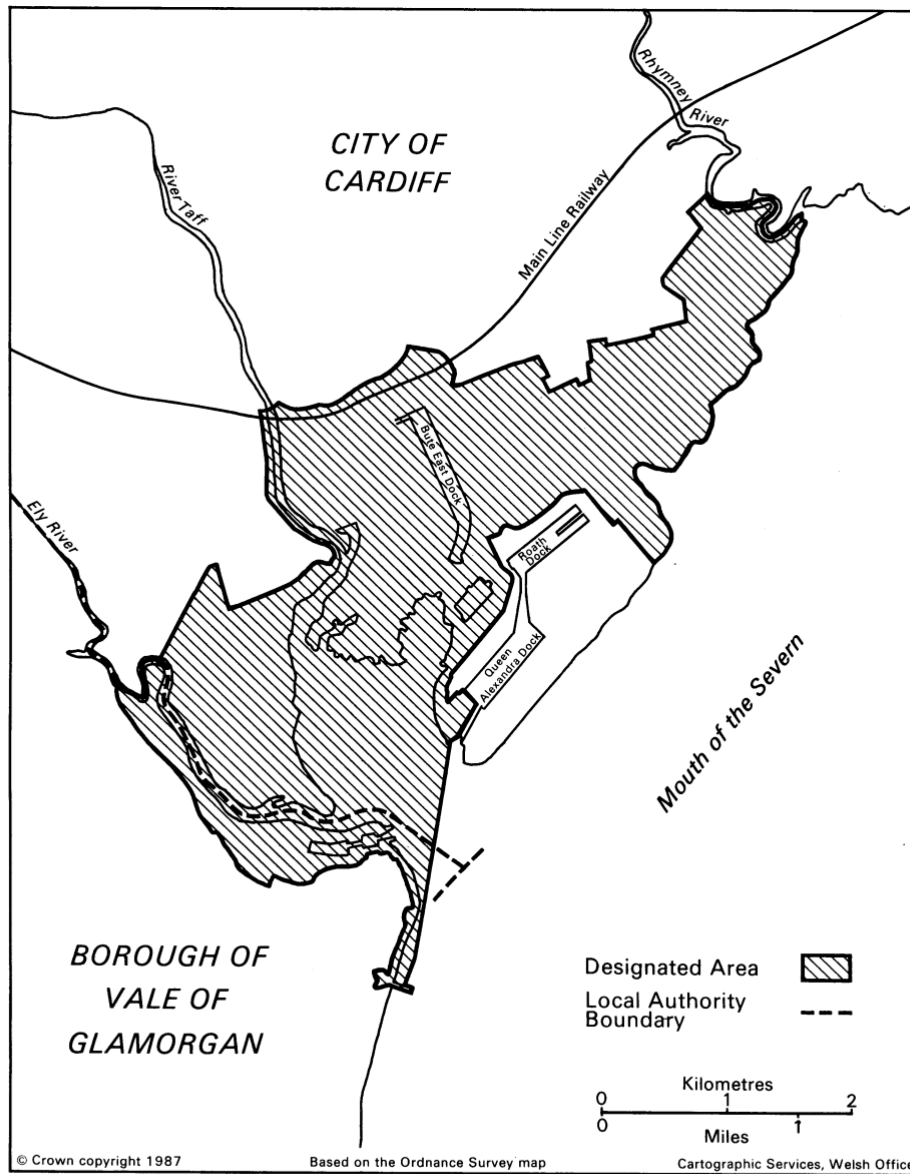 Rhymney
River
CITY OF
CARDIFF
River Taff
Main Line Railway
Bute East Dock
Ely River
Roath
Dock
Queen
Alexandra Dock
Mouth of the Severn
BOROUGH OF
VALE OF
GLAMORGAN
Designated Area
Local Authority
Boundary
Kilometres
0 1 2
0 1
Miles
© Crown copyright 1987
Based on the Ordnance Survey map
Cartographic Services, Welsh Office